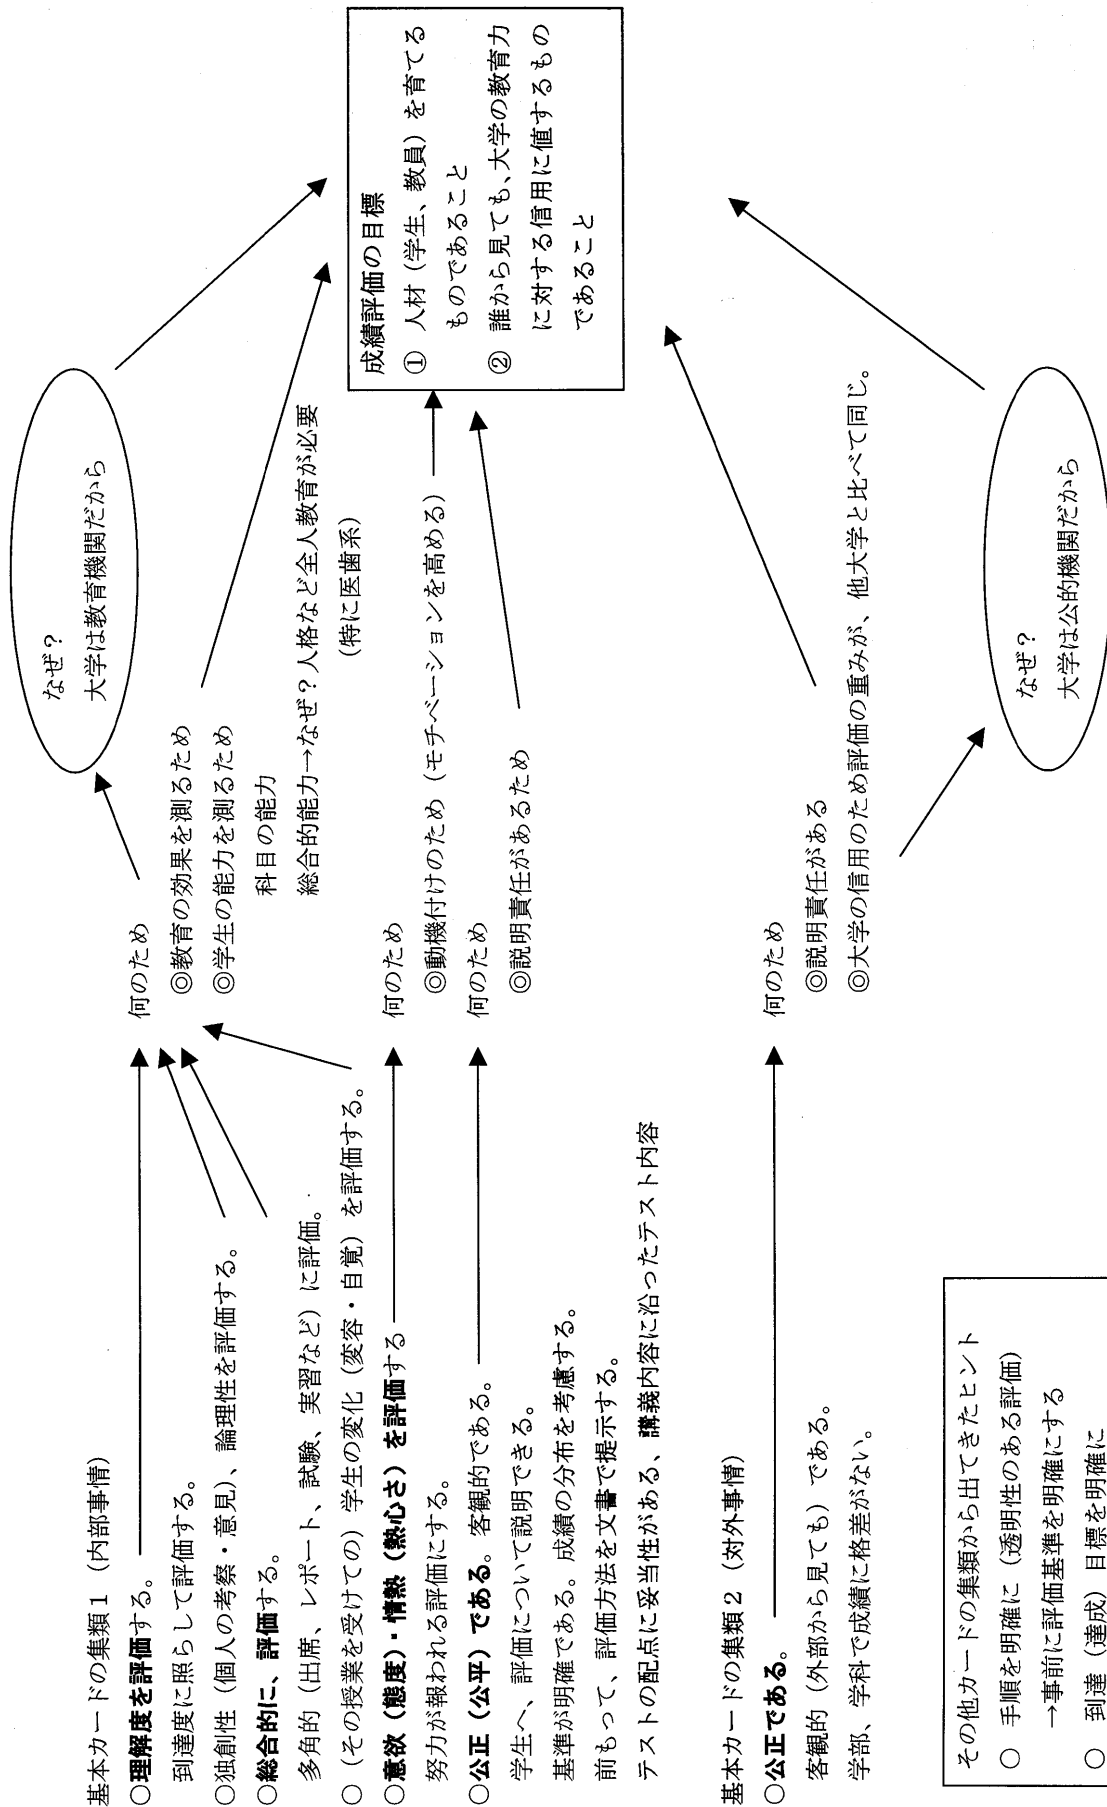 基本カードの集類1（内部事情）
○理解度を評価する。
到達度に照らして評価する。
○独創性（個人の考察・意見）、論理性を評価する。
○総合的に、評価する。
多角的（出席、レポート、試験、実習など）に評価。
○（その授業を受けての）学生の変化（変容・自覚）を評価する。
○意欲（態度）・情熱（熱心さ）を評価する
努力が報われる評価にする。
○公正（公平）である。客観的である。
学生へ、評価について説明できる。
基準が明確である。成績の分布を考慮する。
前もって、評価方法を文書で提示する。
テストの配点に妥当性がある、講義内容に沿ったテスト内容
基本カードの集類2（対外事情）
○公正である。
客観的（外部から見ても）である。
学部、学科で成績に格差がない。
その他カードの集類から出てきたヒント
○ 手順を明確に（透明性のある評価）
→事前に評価基準を明確にする
○ 到達（達成）目標を明確に
何のため
◎教育の効果を測るため
◎学生の能力を測るため
科目の能力
総合的能力→なぜ？人格など全人教育が必要
（特に医歯系）
何のため
◎動機付けのため（モチベーションを高める）
何のため
◎説明責任があるため
何のため
◎説明責任がある
◎大学の信用のため評価の重みが、他大学と比べて同じ。
なぜ？
大学は教育機関だから
なぜ？
大学は公的機関だから
成績評価の目標
① 人材（学生、教員）を育てる
ものであること
② 誰から見ても、大学の教育力
に対する信用に値するもの
であること